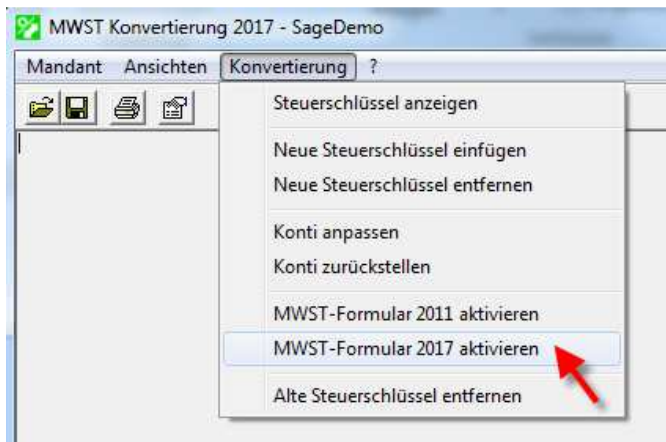 MWST Konvertierung 2017 - SageDemo
Mandant Ansichten Konvertierung ?
Steuerschlüssel anzeigen
Neue Steuerschlüssel einfügen
Neue Steuerschlüssel entfernen
Konti anpassen
Konti zurückstellen
MWST-Formular 2011 aktivieren
MWST-Formular 2017 aktivieren
Alte Steuerschlüssel entfernen